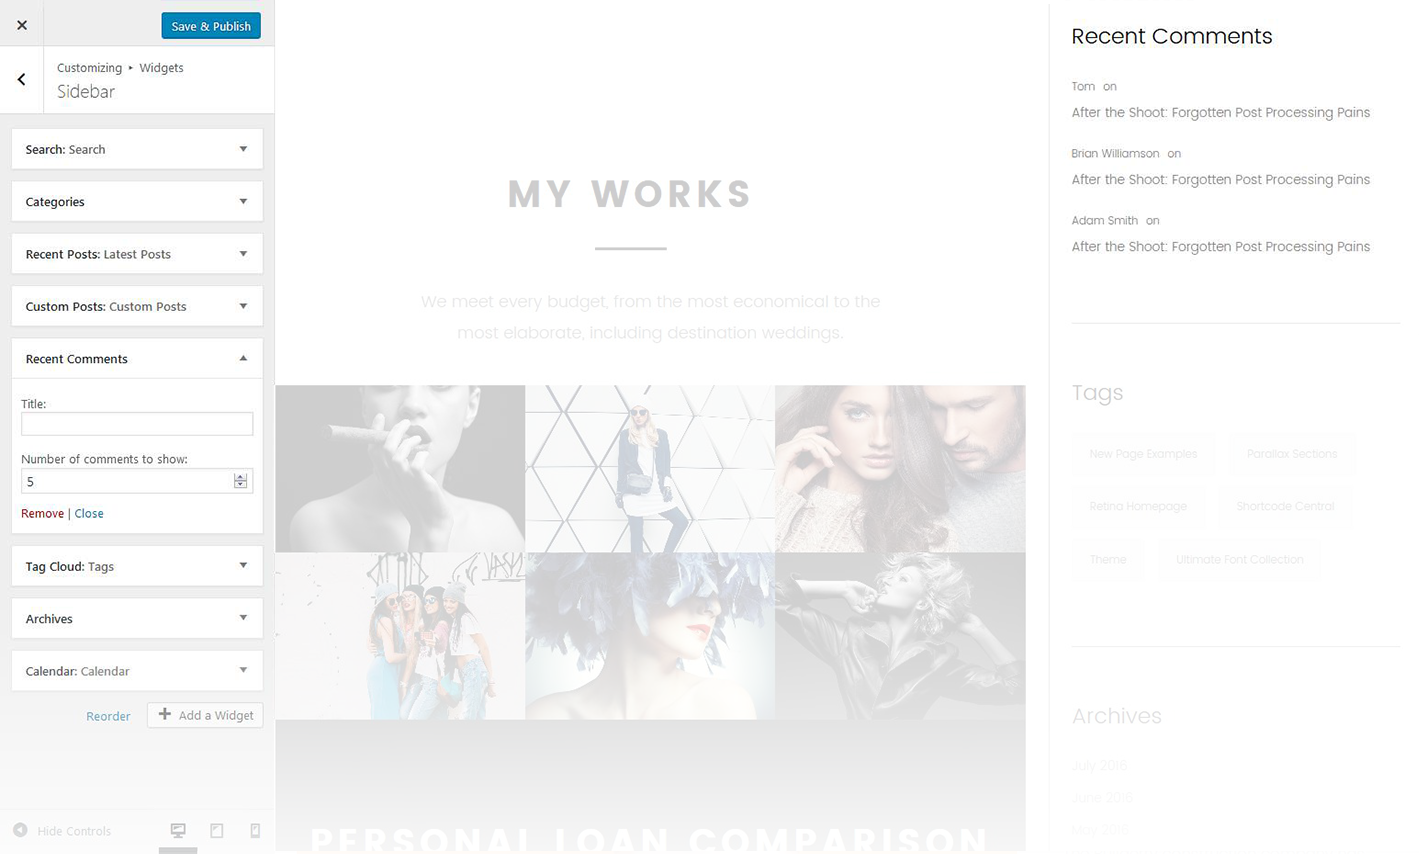 Save & Publish
Customizing ▸ Widgets
Sidebar
Search: Search
Categories
Recent Posts: Latest Posts
Custom Posts: Custom Posts
Recent Comments
Title:
Number of comments to show:
5
Remove | Close
Tag Cloud: Tags
Archives
Calendar: Calendar
Reorder
Add a Widget
Hide Controls
MY WORKS
We meet every budget, from the most economical to the
most elaborate, including destination weddings.
PERSONAL LOAN COMPARISON
Recent Comments
Tom on
After the Shoot: Forgotten Post Processing Pains
Brian Williamson on
After the Shoot: Forgotten Post Processing Pains
Adam Smith on
After the Shoot: Forgotten Post Processing Pains
Tags
New Page Examples
Parallax Sections
Retina Homepage
Shortcode Central
Theme
Ultimate Font Collection
Archives
July 2016
June 2016
May 2016